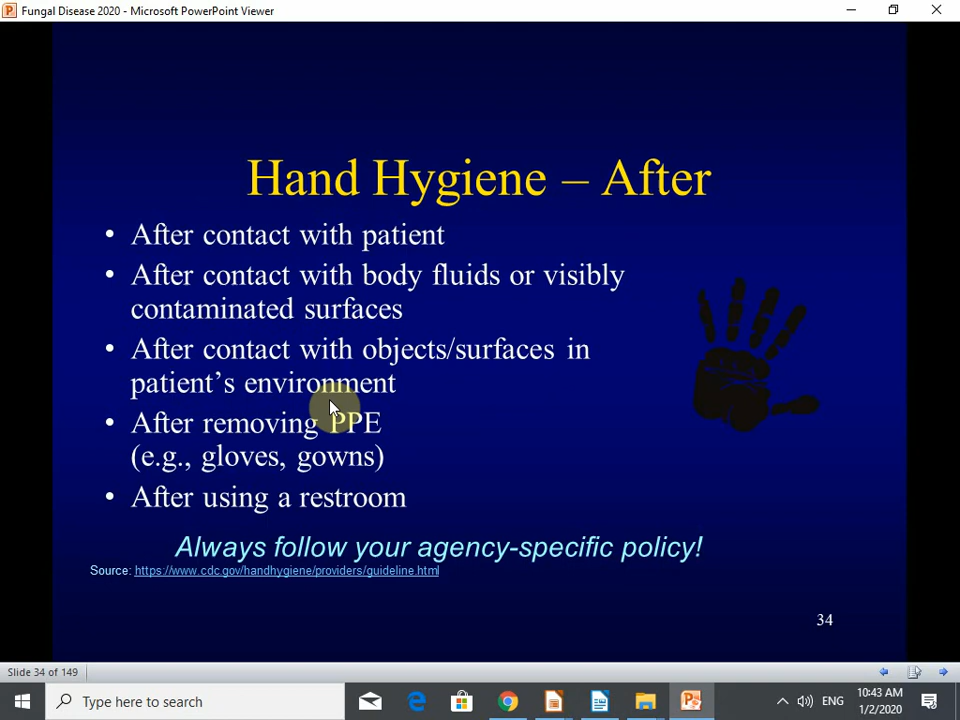 Fungal Disease 2020 - Microsoft PowerPoint Viewer
Hand Hygiene – After
• After contact with patient
• After contact with body fluids or visibly
contaminated surfaces
• After contact with objects/surfaces in
patient’s environment
• After removing PPE
(e.g., gloves, gowns)
• After using a restroom
Always follow your agency-specific policy!
Source: https://www.cdc.gov/handhygiene/providers/guideline.html
34
Slide 34 of 149
Type here to search
ENG
10:43 AM
1/2/2020